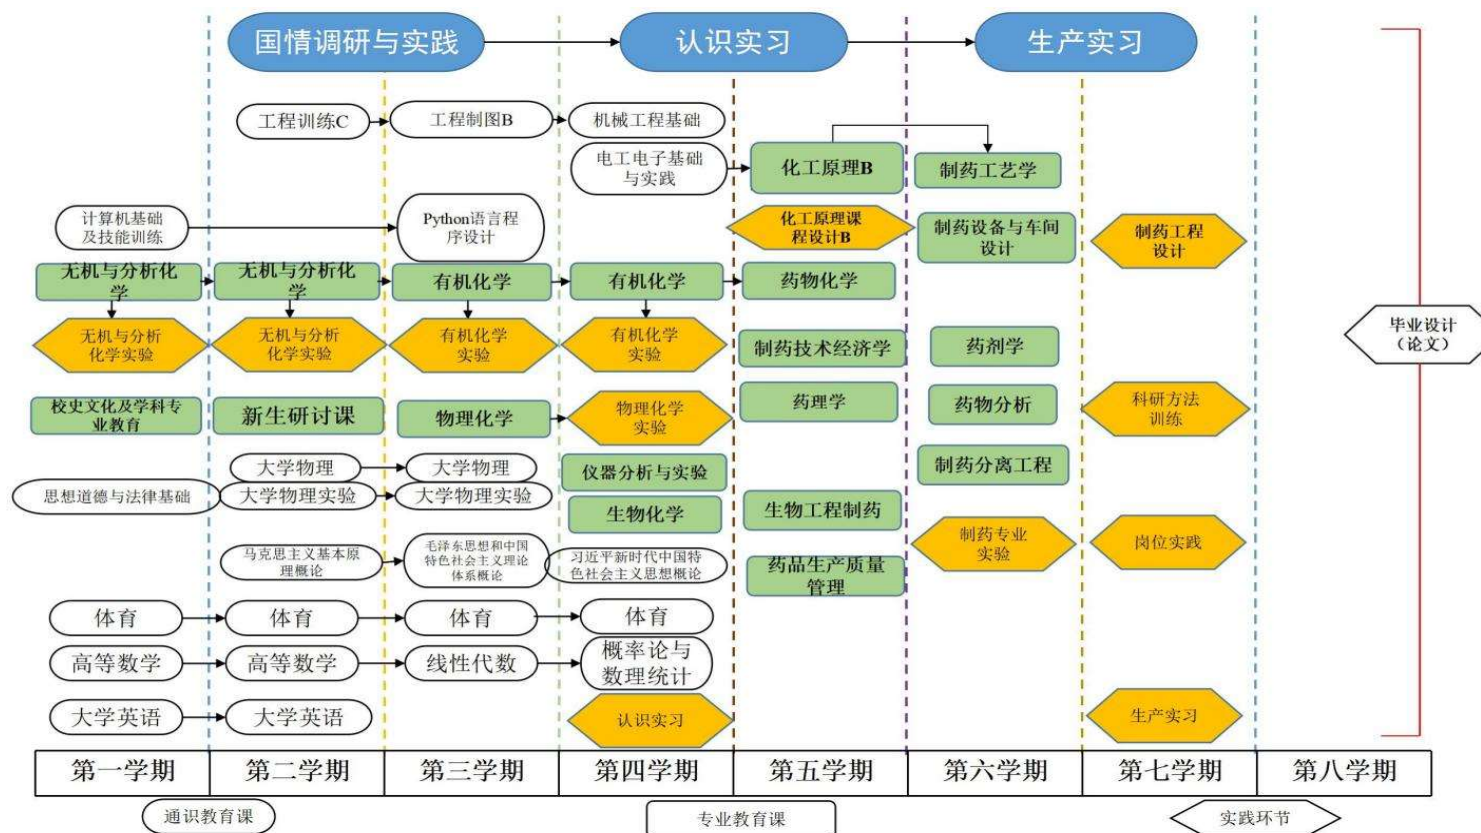 国情调研与实践
认识实习
生产实习
工程训练C
工程制图B
机械工程基础
电工电子基础
与实践
化工原理B
制药工艺学
计算机基础
及技能训练
Python语言程
序设计
化工原理课
程设计B
制药设备与车间
设计
制药工程
设计
无机与分析化
学
无机与分析化
学
有机化学
有机化学
药物化学
无机与分析
化学实验
无机与分析
化学实验
有机化学
实验
有机化学
实验
制药技术经济学
药剂学
毕业设计
（论文）
校史文化及学科专
业教育
新生研讨课
物理化学
物理化学
实验
药理学
药物分析
科研方法
训练
大学物理
大学物理
仪器分析与实验
制药分离工程
思想道德与法律基础
大学物理实验
大学物理实验
生物化学
生物工程制药
马克思主义基本原
理概论
毛泽东思想和中国
特色社会主义理论
体系概论
习近平新时代中国特
色社会主义思想概论
药品生产质量
管理
制药专业
实验
岗位实践
体育
体育
体育
体育
高等数学
高等数学
线性代数
概率论与
数理统计
大学英语
大学英语
认识实习
生产实习
第一学期
第二学期
第三学期
第四学期
第五学期
第六学期
第七学期
第八学期
通识教育课
专业教育课
实践环节